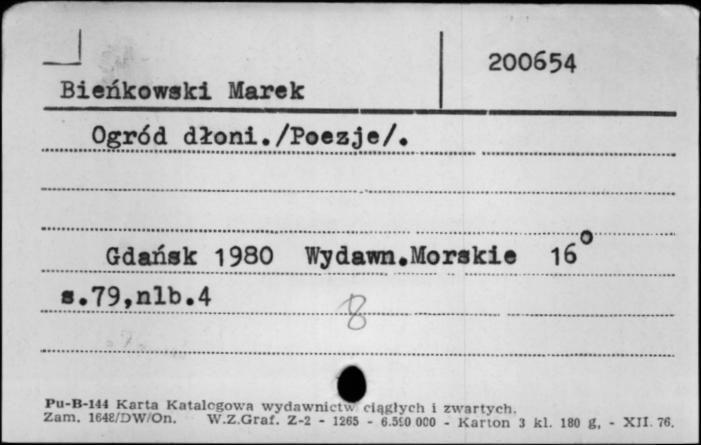 200654
Bieńkowski Marek
Ogród dłoni./Poezje/.
Gdańsk 1980 Wydawn.Morskie 16⁰
s.79,nlb.4
8
Pu-B-144 Karta Katalogowa wydawnictw ciągłych i zwartych.
Zam. 1648/DW/On. W.Z.Graf. Z-2 - 1265 - 6.550 000 - Karton 3 kl. 180 g, - XII. 76.